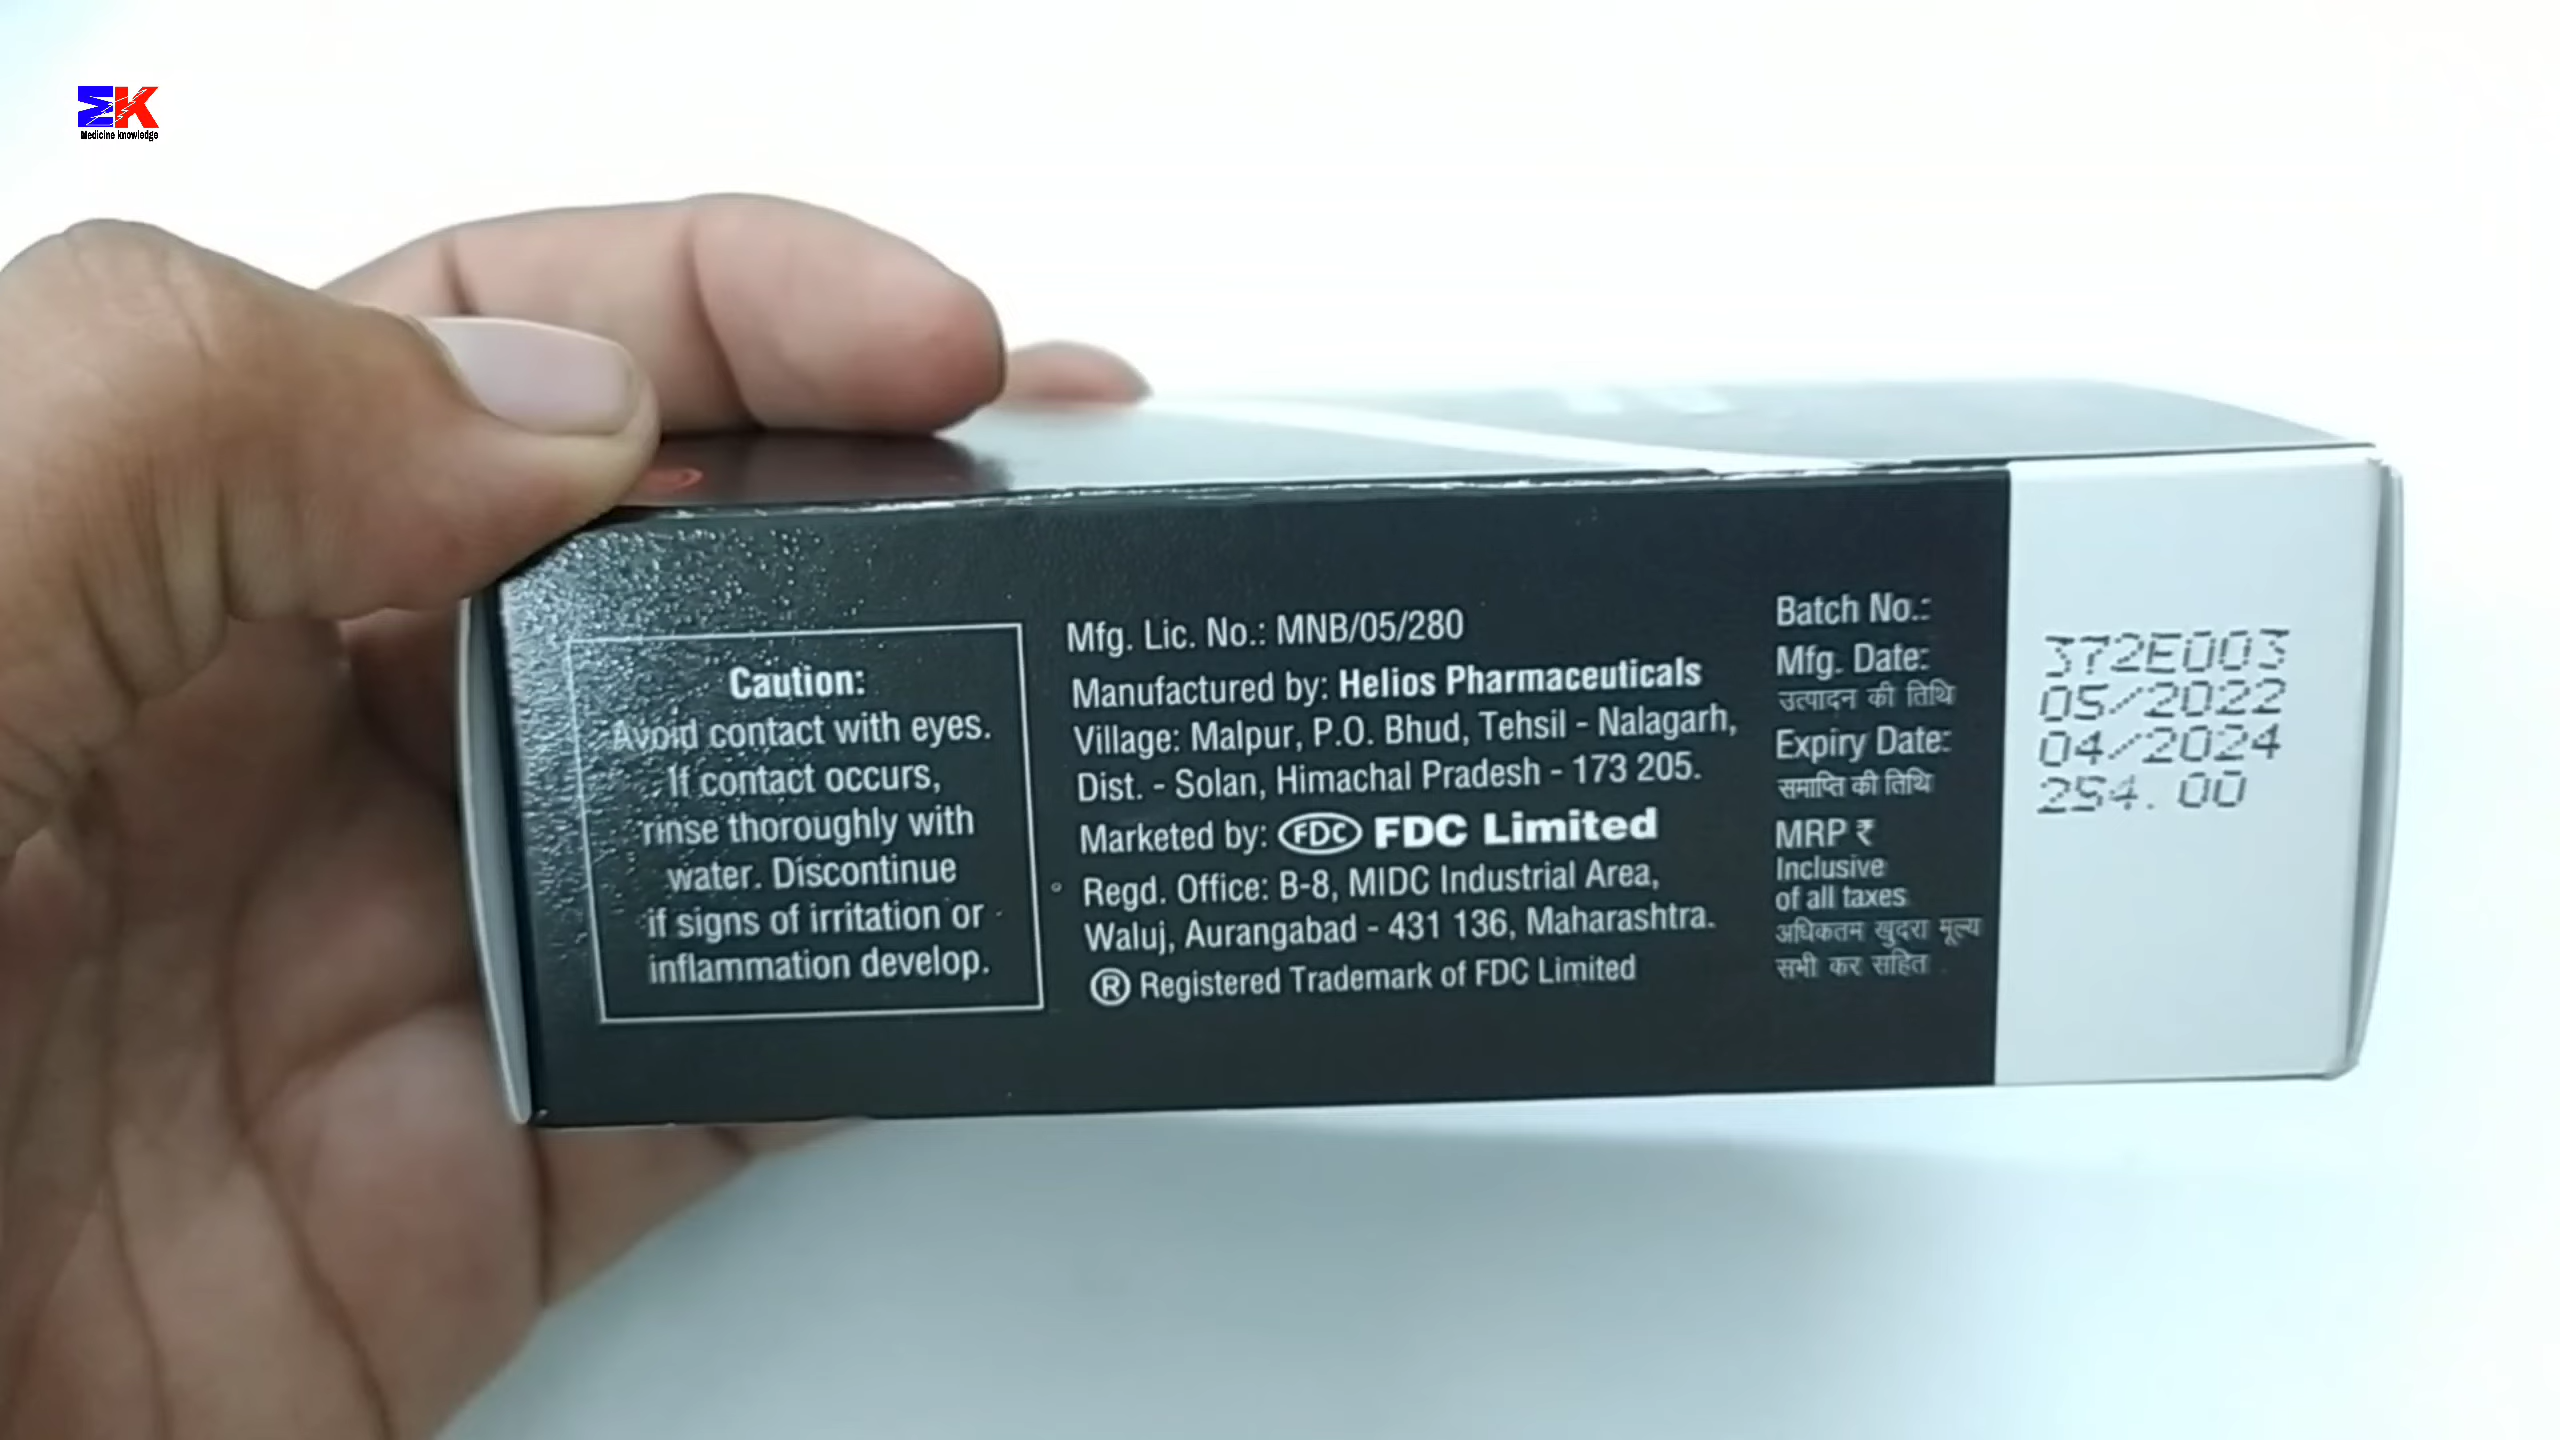 Medicine knowledge
Caution:
Avoid contact with eyes.
If contact occurs,
rinse thoroughly with
water. Discontinue
if signs of irritation or
inflammation develop.
Mfg. Lic. No.: MNB/05/280
Manufactured by: Helios Pharmaceuticals
Village: Malpur, P.O. Bhud, Tehsil - Nalagarh,
Dist. - Solan, Himachal Pradesh - 173 205.
Marketed by: FDC FDC Limited
Regd. Office: B-8, MIDC Industrial Area,
Waluj, Aurangabad - 431 136, Maharashtra.
® Registered Trademark of FDC Limited
Batch No.:
Mfg. Date:
उत्पादन की तिथि
Expiry Date:
समाप्ति की तिथि
MRP ₹
Inclusive
of all taxes
अधिकतम खुदरा मूल्य
सभी कर सहित
372E003
05/2022
04/2024
254.00